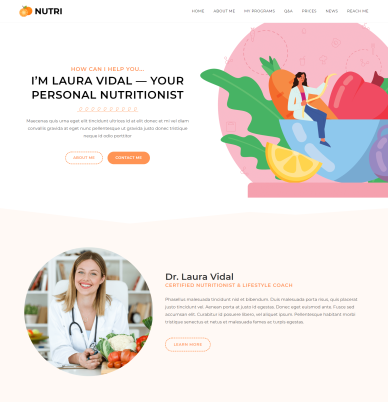 NUTRI
HOME ABOUT ME MY PROGRAMS Q&A PRICES NEWS REACH ME
HOW CAN I HELP YOU...
I'M LAURA VIDAL — YOUR
PERSONAL NUTRITIONIST
Maecenas quis urna eget elit tincidunt ultrices id at elit donec et mi vel diam
convallis gravida at eget nunc pellentesque ut gravida justo donec tristique
neque id odio porttitor
ABOUT ME
CONTACT ME
Dr. Laura Vidal
CERTIFIED NUTRITIONIST & LIFESTYLE COACH
Phasellus malesuada tincidunt nisl et bibendum. Duis malesuada porta risus, quis placerat
justo tincidunt vel. Aenean porta at justo id egestas. Donec eget euismod ante. Fusce sed
accumsan elit. Curabitur id posuere libero, vel aliquet ipsum. Pellentesque habitant morbi
tristique senectus et netus et malesuada fames ac turpis egestas.
LEARN MORE